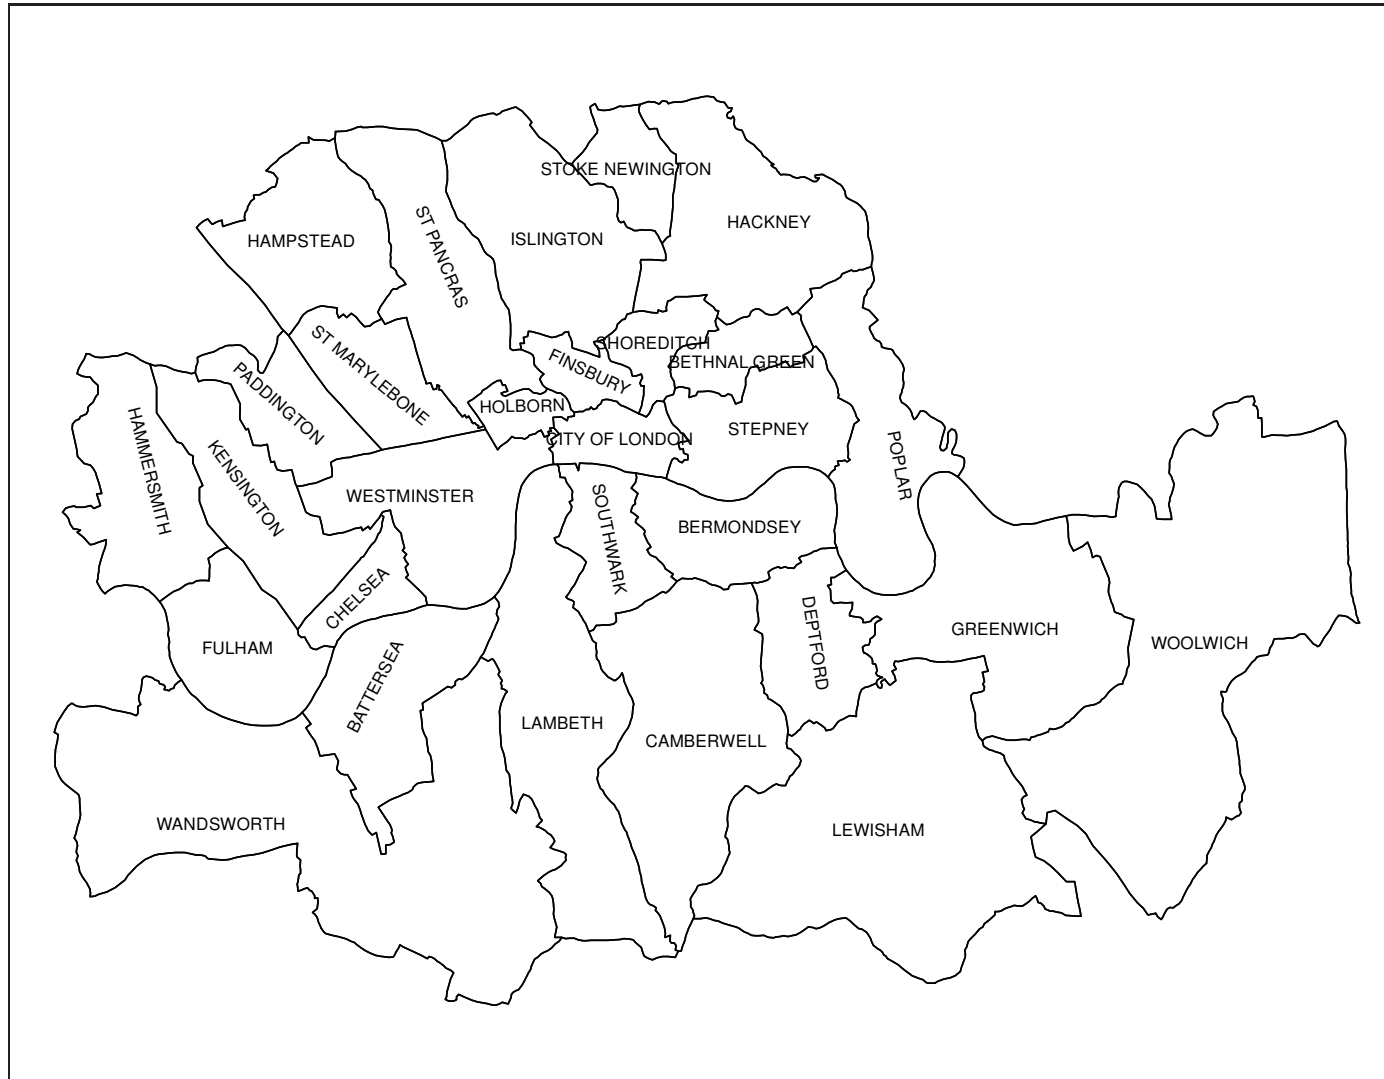 STOKE NEWINGTON
HACKNEY
HAMPSTEAD
ST PANCRAS
ISLINGTON
ST MARYLEBONE
SHOREDITCH
BETHNAL GREEN
FINSBURY
PADDINGTON
HOLBORN
STEPNEY
CITY OF LONDON
HAMMERSMITH
KENSINGTON
POPLAR
WESTMINSTER
SOUTHWARK
BERMONDSEY
CHELSEA
DEPTFORD
GREENWICH
WOOLWICH
FULHAM
BATTERSEA
LAMBETH
CAMBERWELL
WANDSWORTH
LEWISHAM